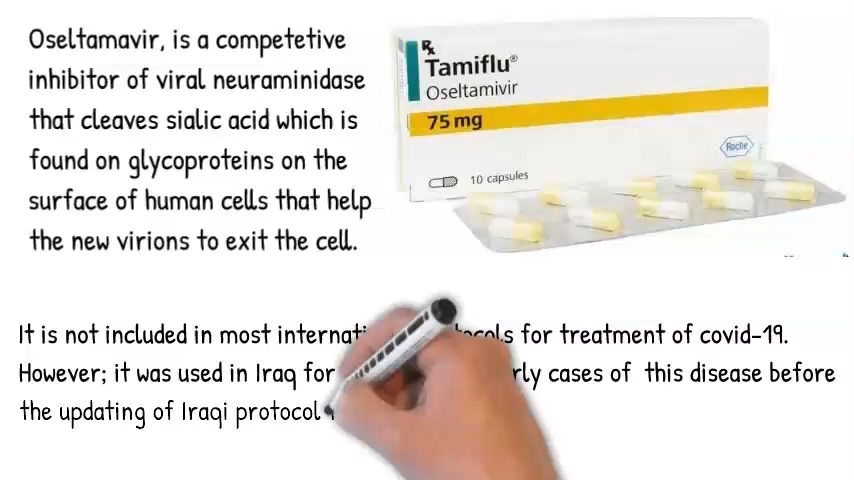 Oseltamavir, is a competetive
inhibitor of viral neuraminidase
that cleaves sialic acid which is
found on glycoproteins on the
surface of human cells that help
the new virions to exit the cell.
Rx
Tamiflu®
Oseltamivir
75 mg
Roche
10 capsules
It is not included in most for treatment of covid-19.
However; it was used in Iraq for cases of this disease before
the updating of Iraqi protocol